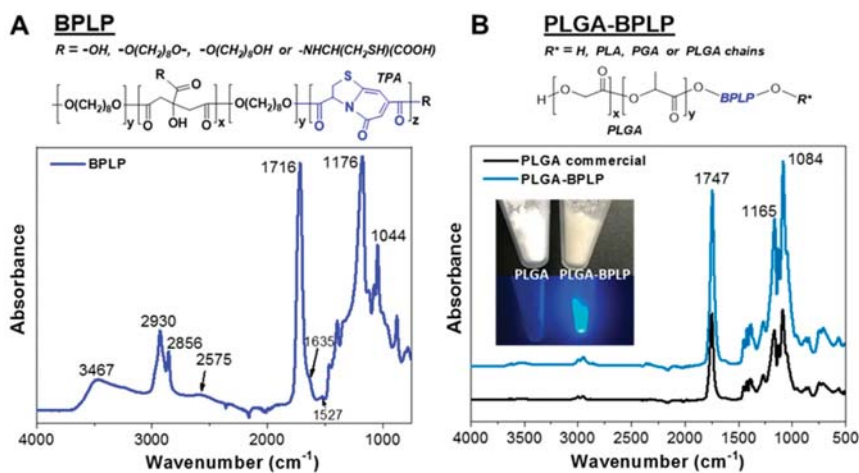 A
BPLP
R = -OH, -O(CH₂)₈O-, -O(CH₂)₈OH or -NHCH(CH₂SH)(COOH)
TPA
O(CH₂)₈O
y
R
O
O
OH
O
x
O(CH₂)₈O
y
O
S
N
O
O
R
z
BPLP
1716
1176
1044
2930
2856
2575
3467
1635
1527
Absorbance
4000
3000
2000
1000
Wavenumber (cm⁻¹)
B
PLGA-BPLP
R* = H, PLA, PGA or PLGA chains
H
O
O
x
O
O
y
O
BPLP
O
R*
PLGA
PLGA commercial
PLGA-BPLP
1747
1165
1084
PLGA
PLGA-BPLP
Absorbance
4000
3500
3000
2500
2000
1500
1000
500
Wavenumber (cm⁻¹)